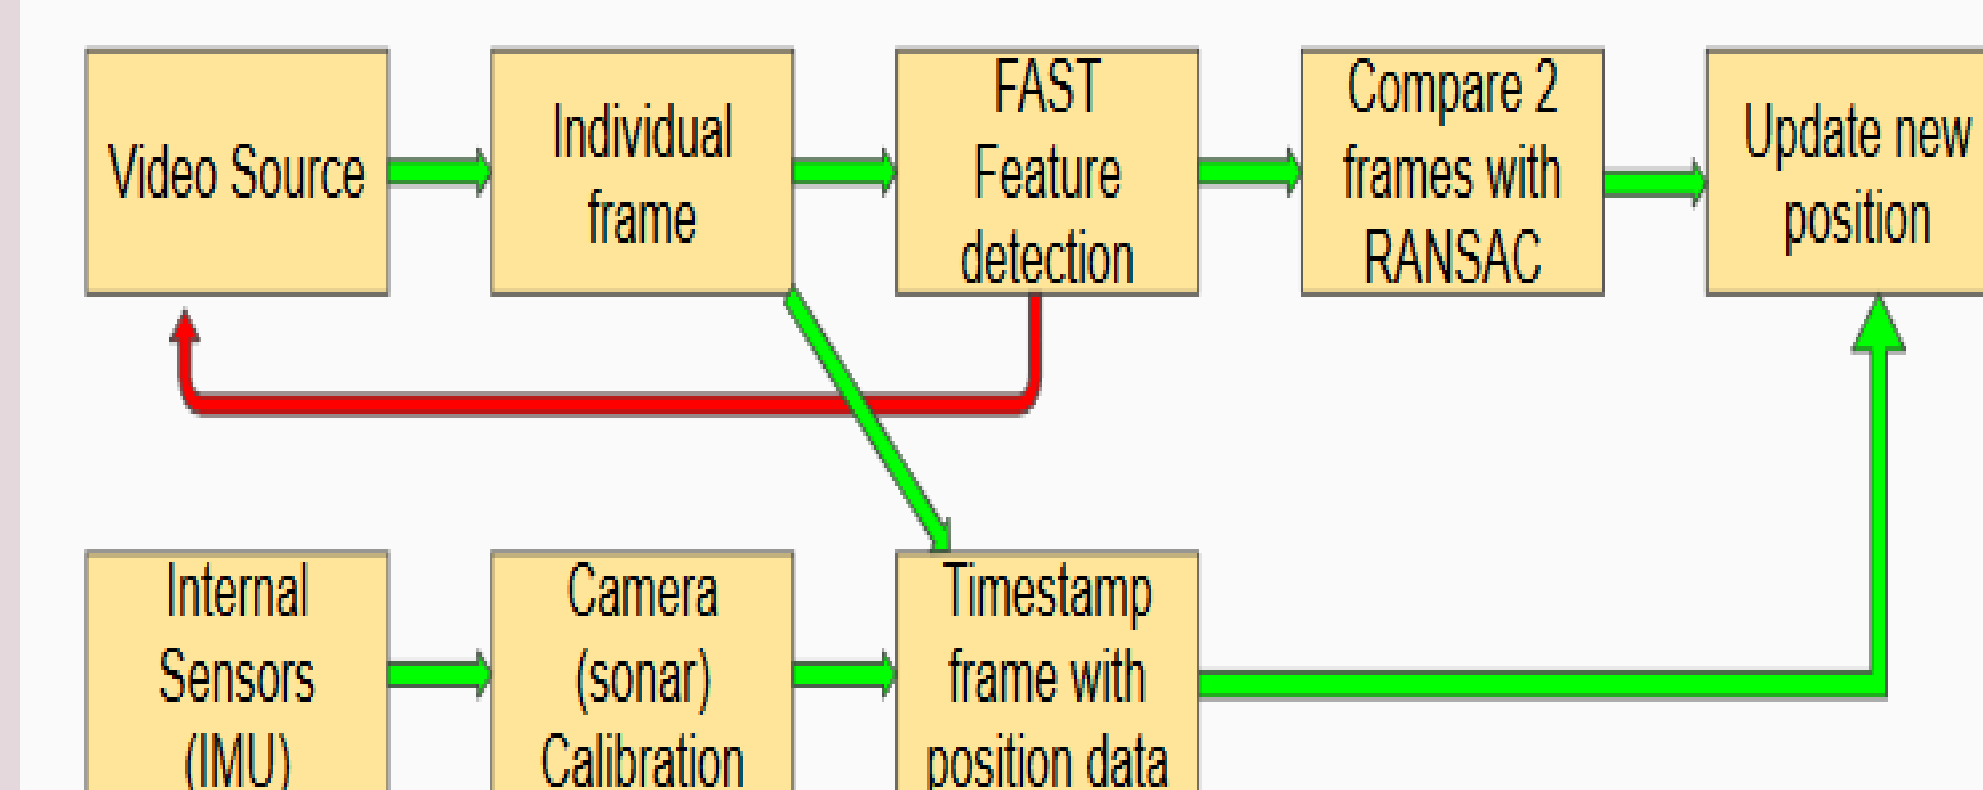 Video Source
Individual
frame
FAST
Feature
detection
Compare 2
frames with
RANSAC
Update new
position
Internal
Sensors
(IMU)
Camera
(sonar)
Calibration
Timestamp
frame with
position data